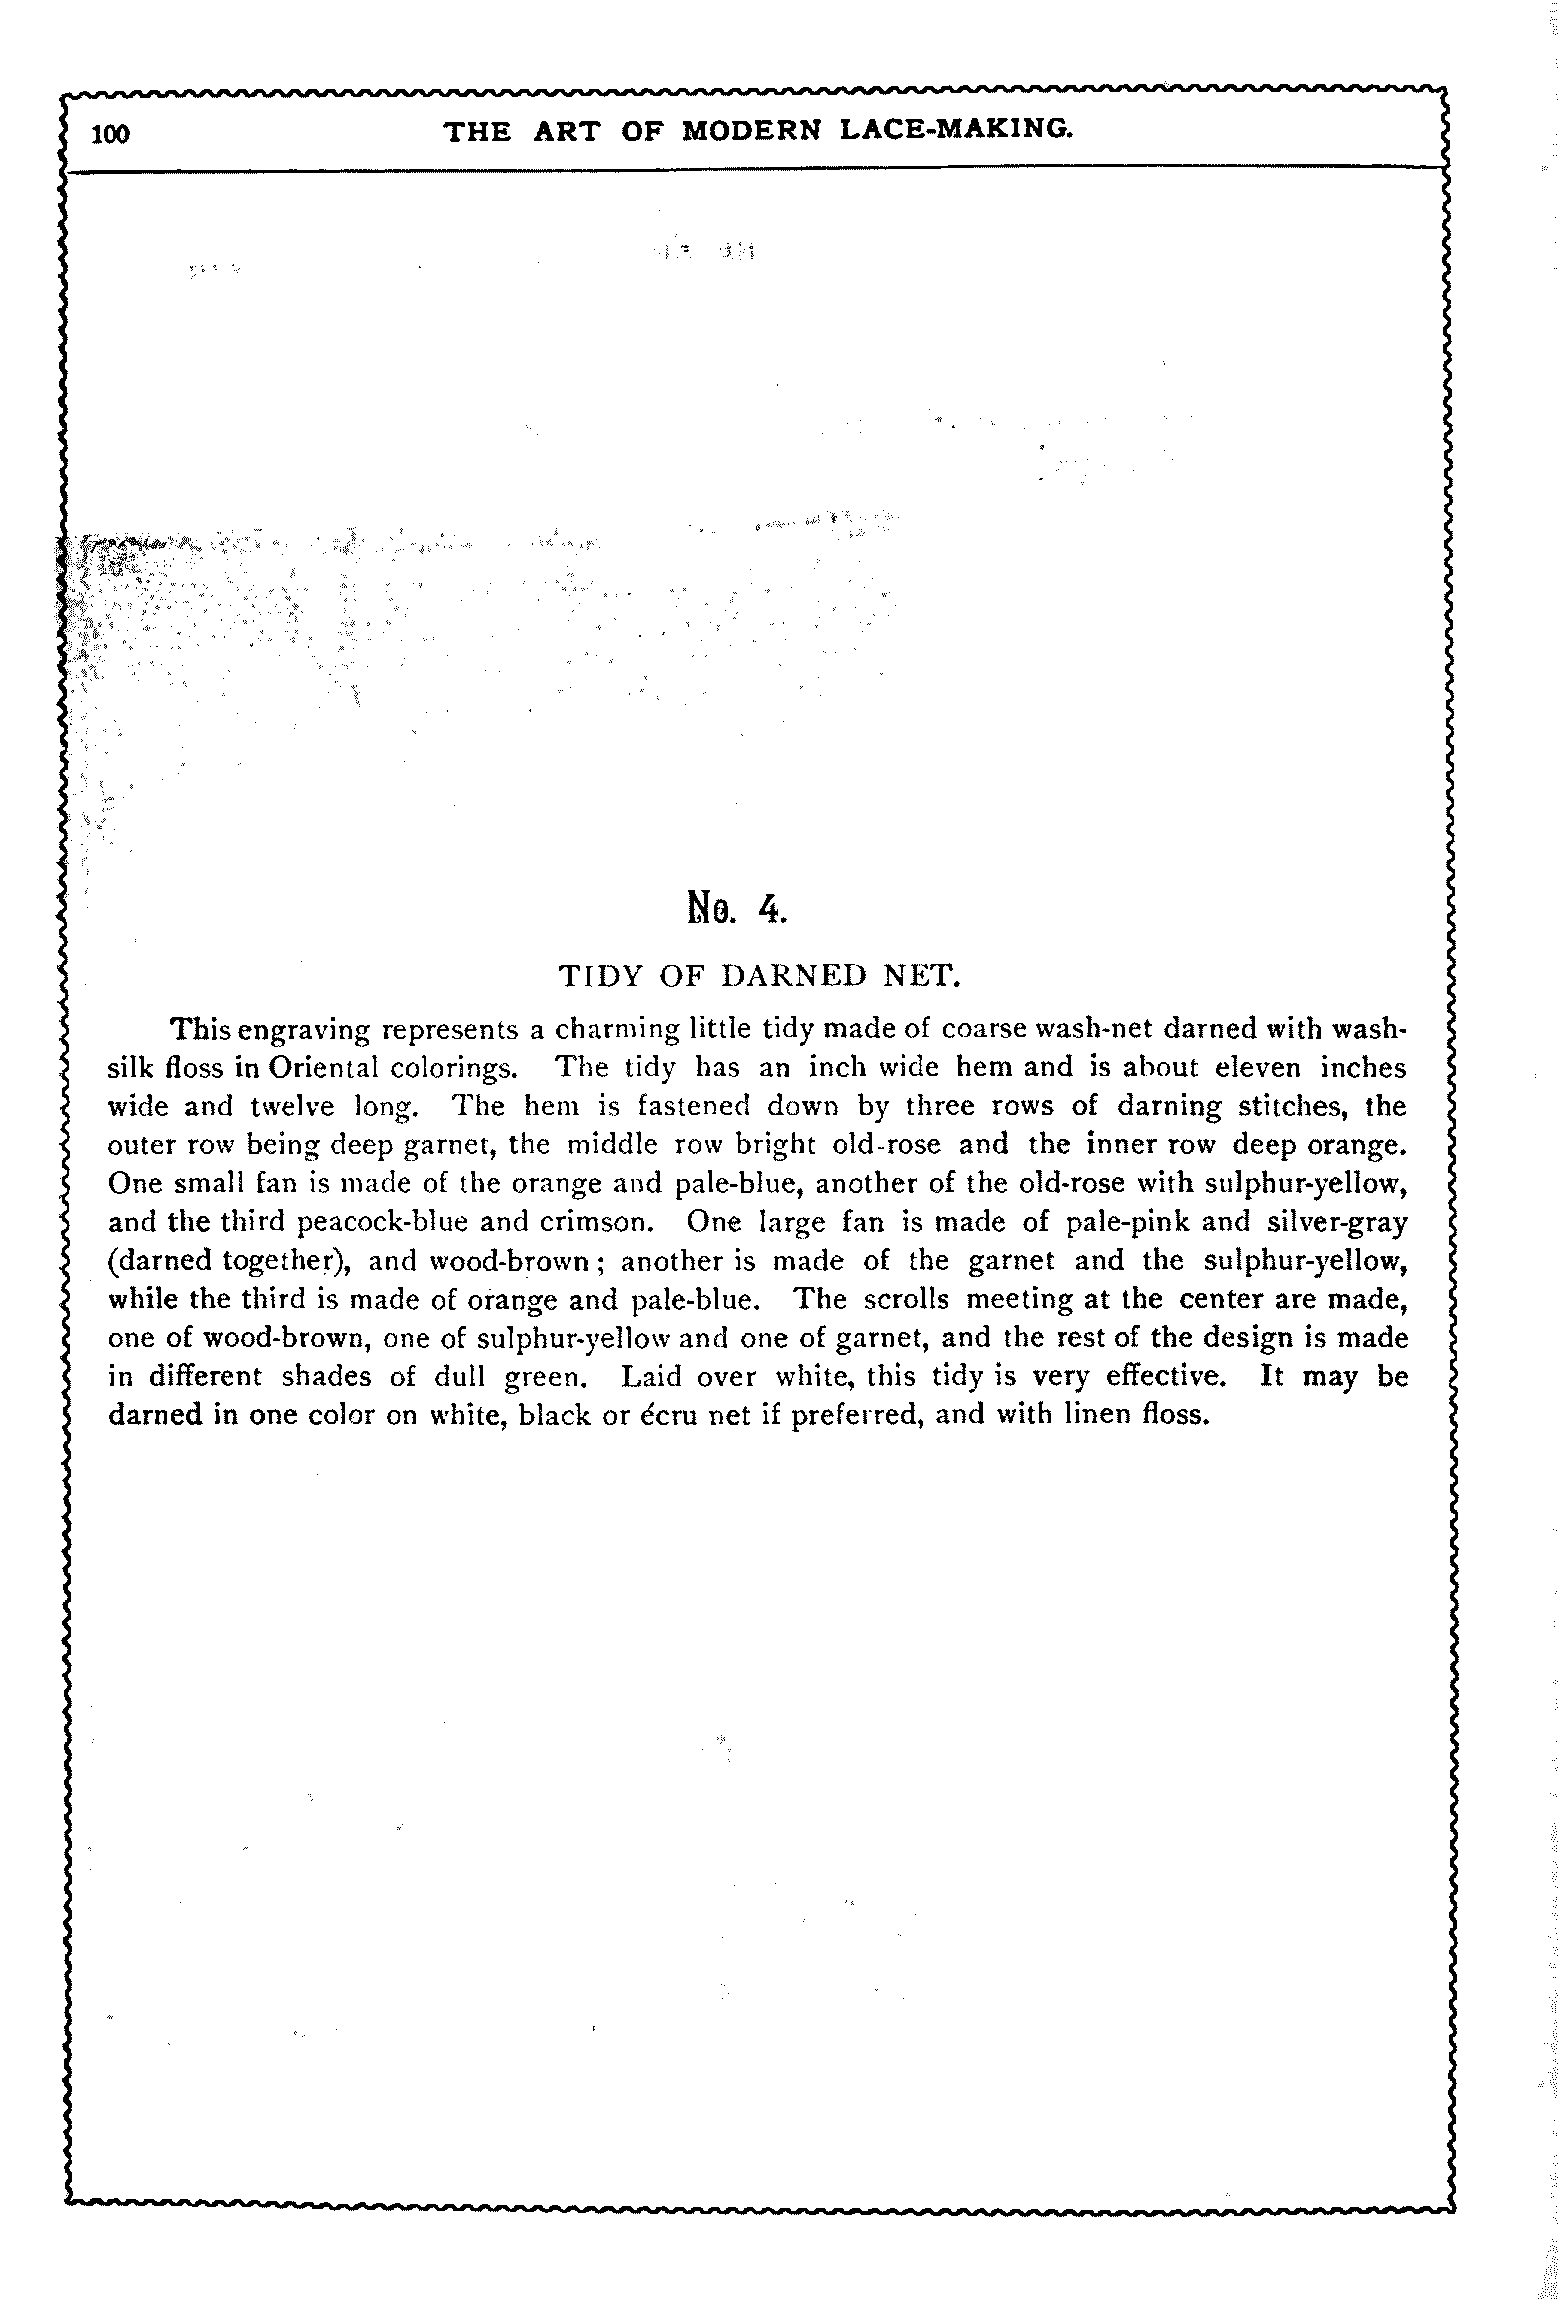 100
THE ART OF MODERN LACE-MAKING.
No. 4.
TIDY OF DARNED NET.
This engraving represents a charming little tidy made of coarse wash-net darned with wash-
silk floss in Oriental colorings. The tidy has an inch wide hem and is about eleven inches
wide and twelve long. The hem is fastened down by three rows of darning stitches, the
outer row being deep garnet, the middle row bright old-rose and the inner row deep orange.
One small fan is made of the orange and pale-blue, another of the old-rose with sulphur-yellow,
and the third peacock-blue and crimson. One large fan is made of pale-pink and silver-gray
(darned together), and wood-brown; another is made of the garnet and the sulphur-yellow,
while the third is made of orange and pale-blue. The scrolls meeting at the center are made,
one of wood-brown, one of sulphur-yellow and one of garnet, and the rest of the design is made
in different shades of dull green. Laid over white, this tidy is very effective. It may be
darned in one color on white, black or écru net if preferred, and with linen floss.